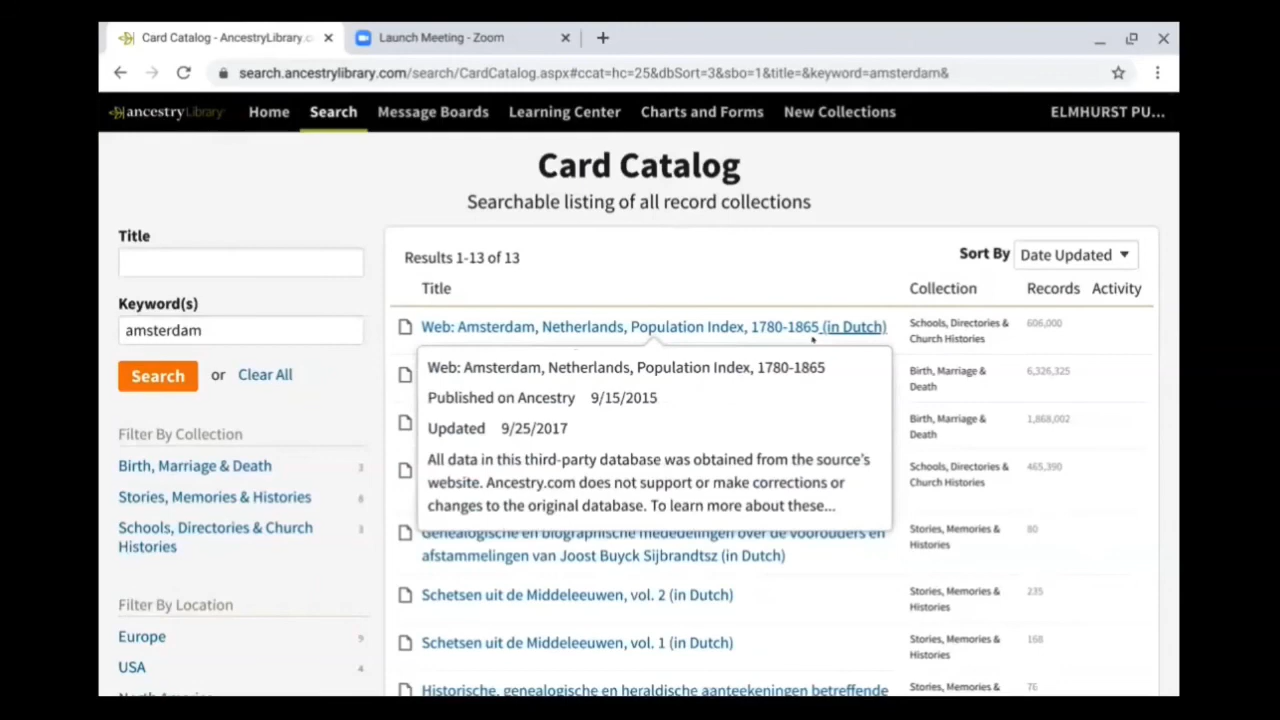 Card Catalog - AncestryLibrary.c
Launch Meeting - Zoom
search.ancestrylibrary.com/search/CardCatalog.aspx#ccat=hc=25&dbSort=3&sbo=1&title=&keyword=amsterdam&
ancestryLibrary Home Search Message Boards Learning Center Charts and Forms New Collections ELMHURST PU...
Card Catalog
Searchable listing of all record collections
Title
Keyword(s)
amsterdam
Search or Clear All
Filter By Collection
Birth, Marriage & Death 3
Stories, Memories & Histories
Schools, Directories & Church 3
Histories
Filter By Location
Europe 9
USA 4
Results 1-13 of 13
Sort By Date Updated
Title Collection Records Activity
Web: Amsterdam, Netherlands, Population Index, 1780-1865 (in Dutch)
Schools, Directories & 606,000
Church Histories
Web: Amsterdam, Netherlands, Population Index, 1780-1865
Published on Ancestry 9/15/2015
Updated 9/25/2017
All data in this third-party database was obtained from the source's
website. Ancestry.com does not support or make corrections or
changes to the original database. To learn more about these...
Birth, Marriage & 6,326,325
Death
Birth, Marriage & 1,868,002
Death
Schools, Directories & 465,390
Church Histories
Genealogische en biographische mededelingen over de voorouders en
afstammelingen van Joost Buyck Sijbrandtsz (in Dutch)
Stories, Memories & 80
Histories
Schetsen uit de Middeleeuwen, vol. 2 (in Dutch)
Stories, Memories & 235
Histories
Schetsen uit de Middeleeuwen, vol. 1 (in Dutch)
Stories, Memories & 168
Histories
Historische, genealogische en heraldische aanteekeningen betreffende
Stories, Memories & 76